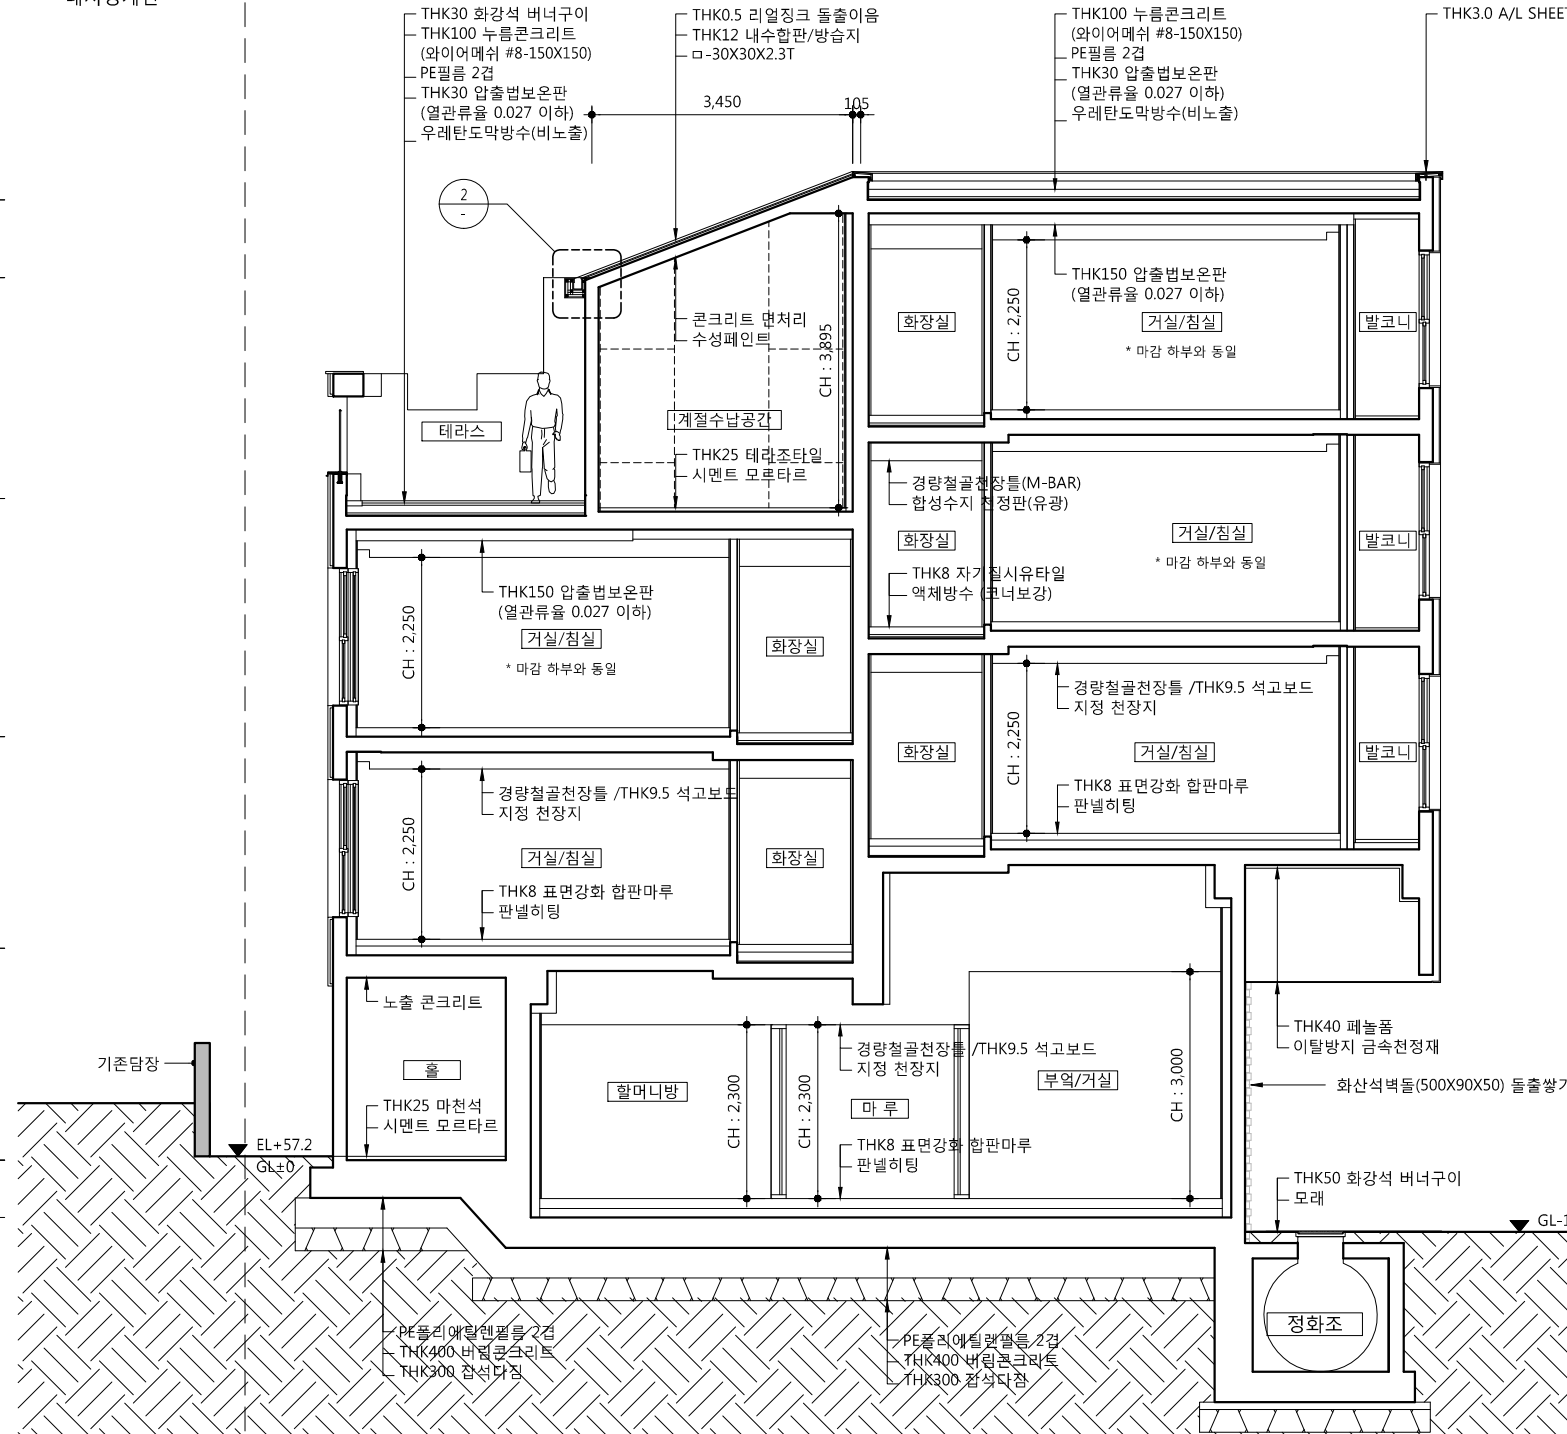 THK30 화강석 버너구이
THK100 누름콘크리트
(와이어메쉬 #8-150X150)
PE필름 2겹
THK30 압출법보온판
(열관류율 0.027 이하)
우레탄도막방수(비노출)
THK0.5 리얼징크 돌출이음
THK12 내수합판/방습지
ㅁ-30X30X2.3T
THK100 누름콘크리트
(와이어메쉬 #8-150X150)
PE필름 2겹
THK30 압출법보온판
(열관류율 0.027 이하)
우레탄도막방수(비노출)
THK3.0 A/L SHEET
3,450
105
2
-
THK150 압출법보온판
(열관류율 0.027 이하)
화장실
CH : 2,250
거실/침실
* 마감 하부와 동일
발코니
콘크리트 면처리
수성페인트
CH : 3,895
계절수납공간
THK25 테라조타일
시멘트 모르타르
테라스
경량철골천장틀(M-BAR)
합성수지 천정판(유광)
화장실
거실/침실
* 마감 하부와 동일
발코니
THK8 자기질시유타일
액체방수 (코너보강)
THK150 압출법보온판
(열관류율 0.027 이하)
CH : 2,250
거실/침실
* 마감 하부와 동일
화장실
경량철골천장틀 /THK9.5 석고보드
지정 천장지
화장실
CH : 2,250
거실/침실
발코니
THK8 표면강화 합판마루
판넬히팅
경량철골천장틀 /THK9.5 석고보드
지정 천장지
CH : 2,250
거실/침실
화장실
THK8 표면강화 합판마루
판넬히팅
노출 콘크리트
홀
THK25 마천석
시멘트 모르타르
기존담장
EL+57.2
GL±0
할머니방
CH : 2,300
CH : 2,300
경량철골천장틀 /THK9.5 석고보드
지정 천장지
마 루
THK8 표면강화 합판마루
판넬히팅
부엌/거실
CH : 3,000
THK40 페놀폼
이탈방지 금속천정재
화산석벽돌(500X90X50) 돌출쌓기
THK50 화강석 버너구이
모래
GL-1
정화조
PE폴리에틸렌필름 2겹
THK400 버림콘크리트
THK300 잡석다짐
PE폴리에틸렌필름 2겹
THK400 버림콘크리트
THK300 잡석다짐